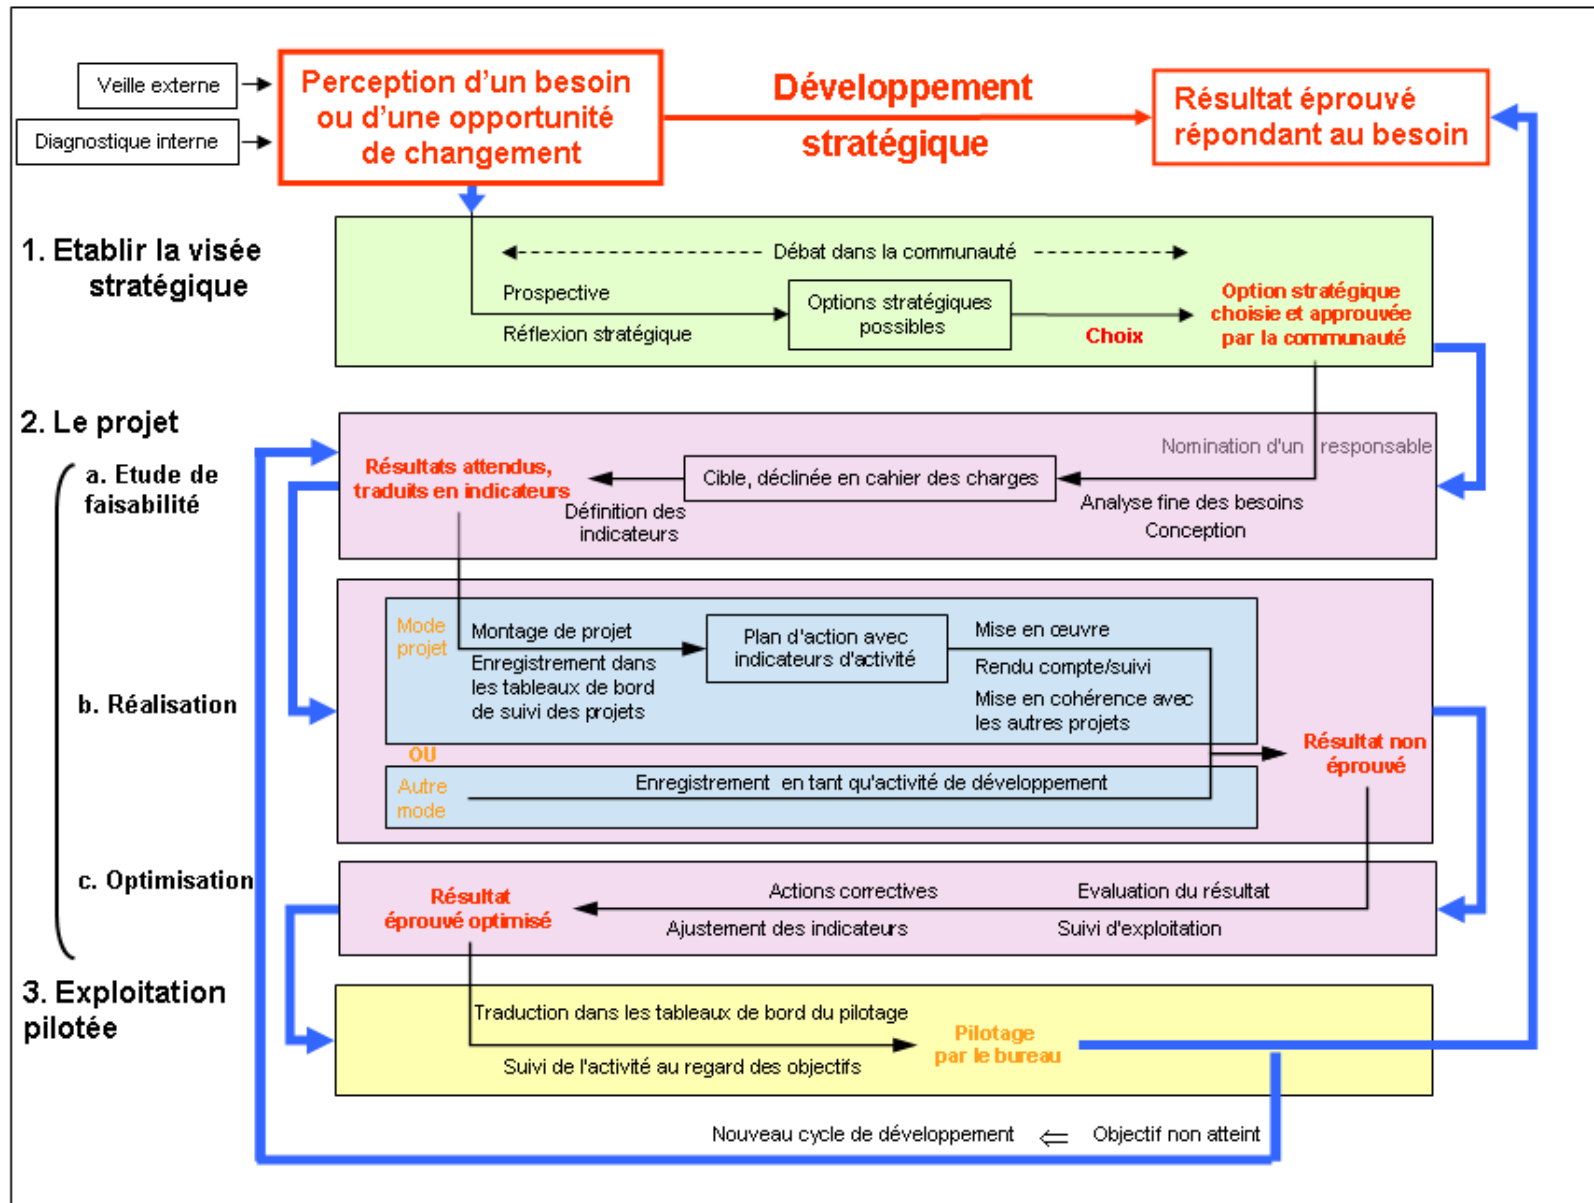 Veille externe
Diagnostique interne
Perception d'un besoin
ou d'une opportunité
de changement
Développement
stratégique
Résultat éprouvé
répondant au besoin
1. Etablir la visée
stratégique
Débat dans la communauté
Prospective
Réflexion stratégique
Options stratégiques
possibles
Choix
Option stratégique
choisie et approuvée
par la communauté
2. Le projet
a. Etude de
faisabilité
Nomination d'un responsable
Résultats attendus,
traduits en indicateurs
Cible, déclinée en cahier des charges
Analyse fine des besoins
Conception
Définition des
indicateurs
b. Réalisation
Mode
projet
Montage de projet
Enregistrement dans
les tableaux de bord
de suivi des projets
Plan d'action avec
indicateurs d'activité
Mise en œuvre
Rendu compte/suivi
Mise en cohérence avec
les autres projets
OU
Autre
mode
Enregistrement en tant qu'activité de développement
Résultat non
éprouvé
c. Optimisation
Résultat
éprouvé optimisé
Actions correctives
Ajustement des indicateurs
Evaluation du résultat
Suivi d'exploitation
3. Exploitation
pilotée
Traduction dans les tableaux de bord du pilotage
Suivi de l'activité au regard des objectifs
Pilotage
par le bureau
Nouveau cycle de développement ⇐ Objectif non atteint